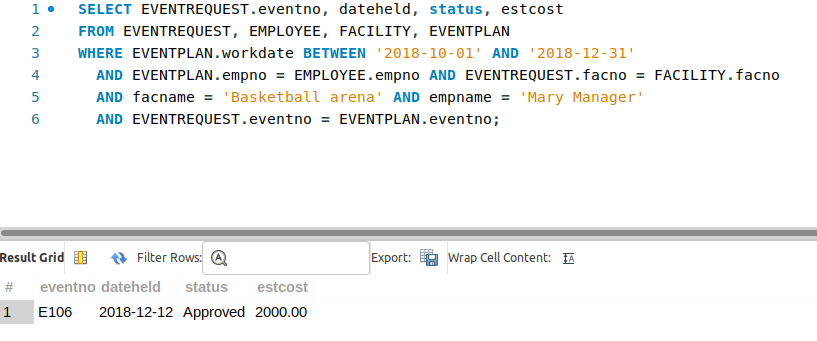 1 SELECT EVENTREQUEST.eventno, dateheld, status, estcost
2 FROM EVENTREQUEST, EMPLOYEE, FACILITY, EVENTPLAN
3 WHERE EVENTPLAN.workdate BETWEEN '2018-10-01' AND '2018-12-31'
4 AND EVENTPLAN.empno = EMPLOYEE.empno AND EVENTREQUEST.facno = FACILITY.facno
5 AND facname = 'Basketball arena' AND empname = 'Mary Manager'
6 AND EVENTREQUEST.eventno = EVENTPLAN.eventno;
Result Grid Filter Rows: Export: Wrap Cell Content:
# eventno dateheld status estcost
1 E106 2018-12-12 Approved 2000.00